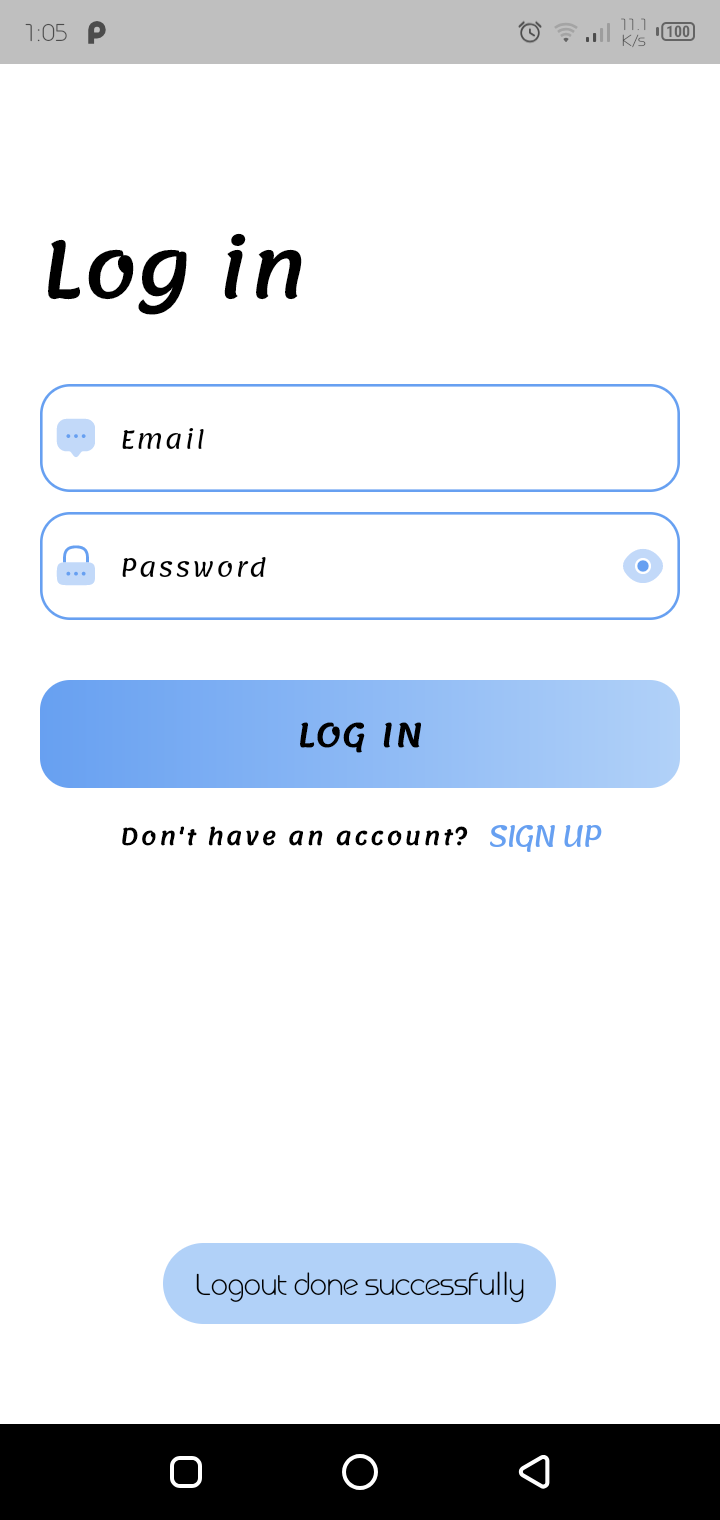 1:05
11.1
K/s
100
Log in
Email
Password
LOG IN
Don't have an account? SIGN UP
Logout done successfully